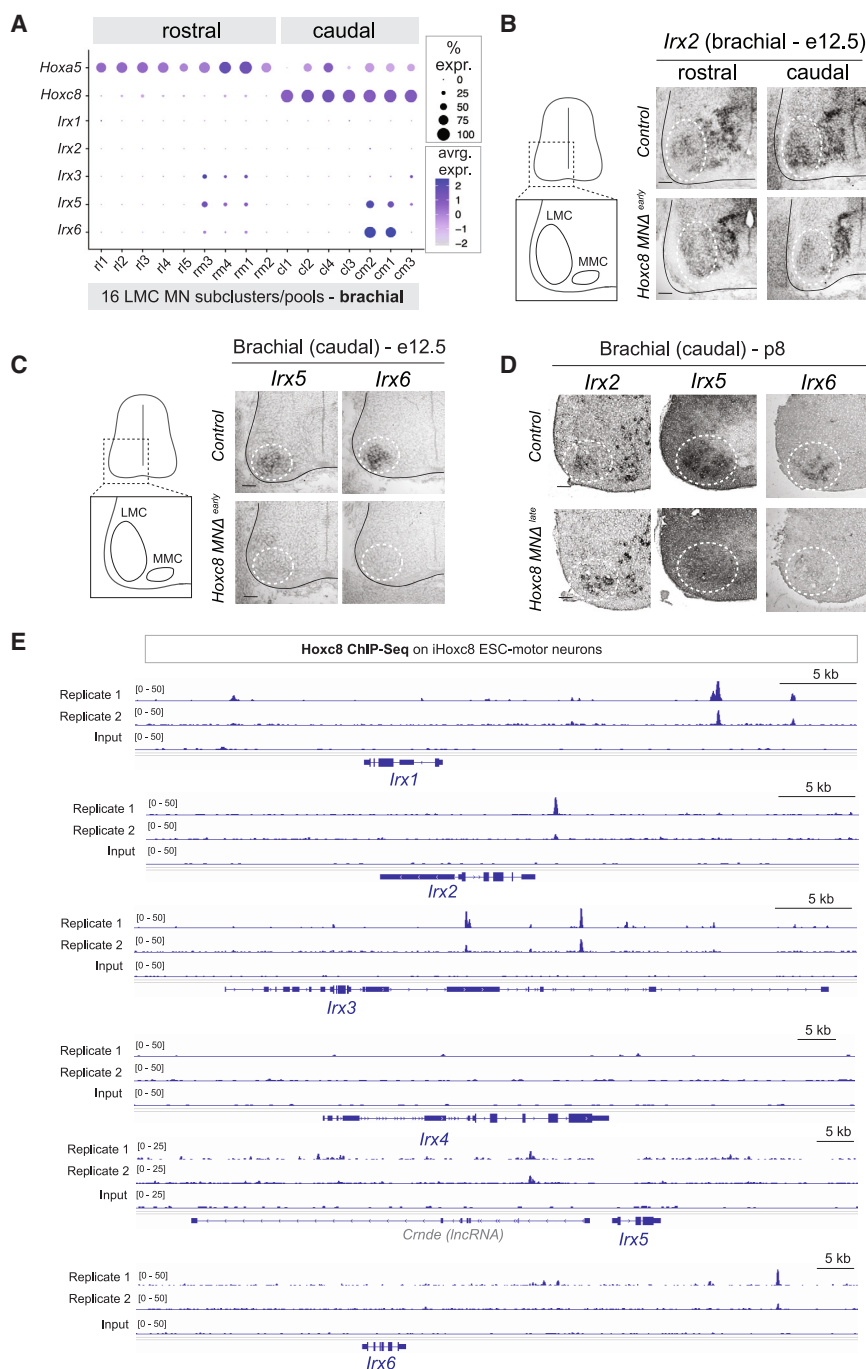 A
rostral
caudal
Hoxa5
Hoxc8
Irx1
Irx2
Irx3
Irx5
Irx6
rl1 rl2 rl3 rl4 rl5 rm3 rm4 rm1 rm2 cl1 cl2 cl4 cl3 cm2 cm1 cm3
16 LMC MN subclusters/pools - brachial
%
expr.
0
25
50
75
100
avrg.
expr.
2
1
0
−1
−2
B
Irx2 (brachial - e12.5)
rostral
caudal
Control
Hoxc8 MNΔ early
LMC
MMC
C
Brachial (caudal) - e12.5
Irx5
Irx6
Control
Hoxc8 MNΔ early
LMC
MMC
D
Brachial (caudal) - p8
Irx2
Irx5
Irx6
Control
Hoxc8 MNΔ late
E
Hoxc8 ChIP-Seq on iHoxc8 ESC-motor neurons
5 kb
Replicate 1 [0 - 50]
Replicate 2 [0 - 50]
Input [0 - 50]
Irx1
5 kb
Replicate 1 [0 - 50]
Replicate 2 [0 - 50]
Input [0 - 50]
Irx2
5 kb
Replicate 1 [0 - 50]
Replicate 2 [0 - 50]
Input [0 - 50]
Irx3
5 kb
Replicate 1 [0 - 50]
Replicate 2 [0 - 50]
Input [0 - 50]
Irx4
5 kb
Replicate 1 [0 - 25]
Replicate 2 [0 - 25]
Input [0 - 25]
Crnde (lncRNA)
Irx5
5 kb
Replicate 1 [0 - 50]
Replicate 2 [0 - 50]
Input [0 - 50]
Irx6